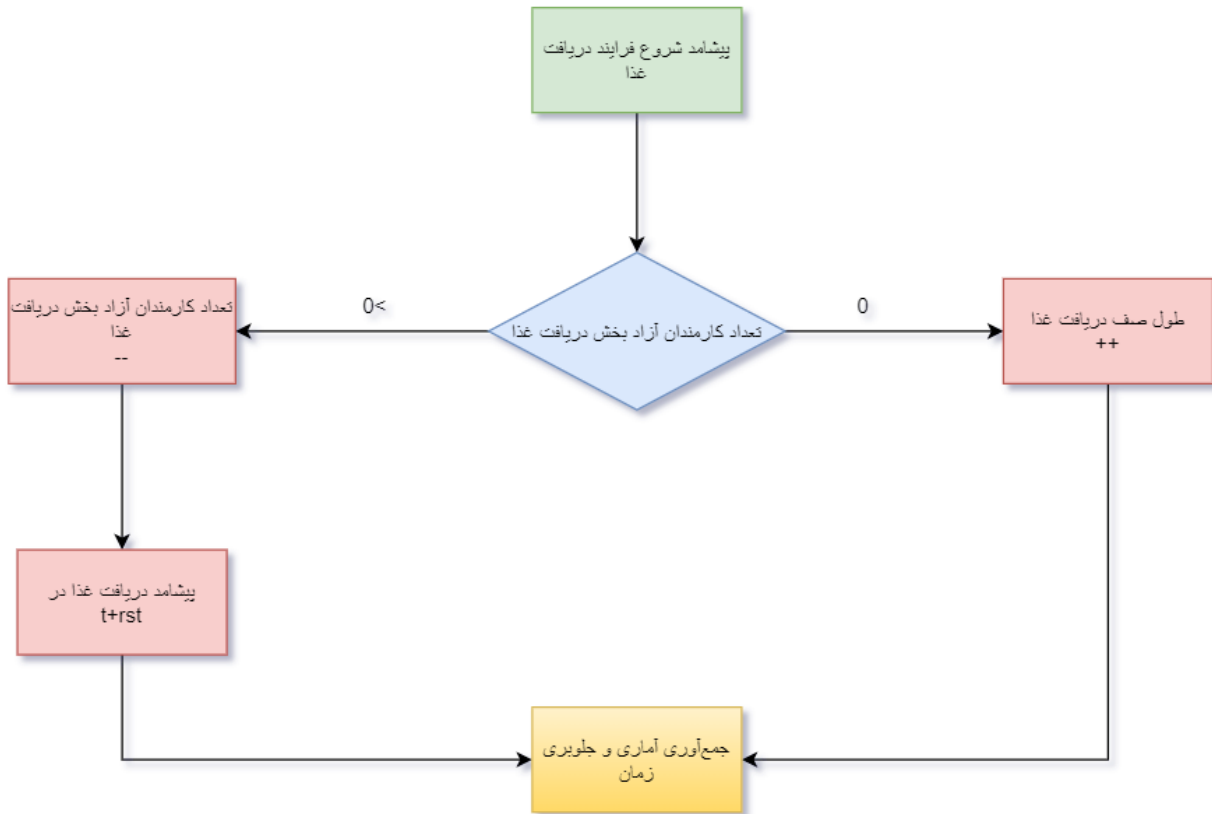 پیشامد شروع فرایند دریافت
غذا
تعداد کارمندان آزاد بخش دریافت غذا
0<
0
تعداد کارمندان آزاد بخش دریافت
غذا
--
طول صف دریافت غذا
++
پیشامد دریافت غذا در
t+rst
جمع‌آوری آماری و جلوبری
زمان